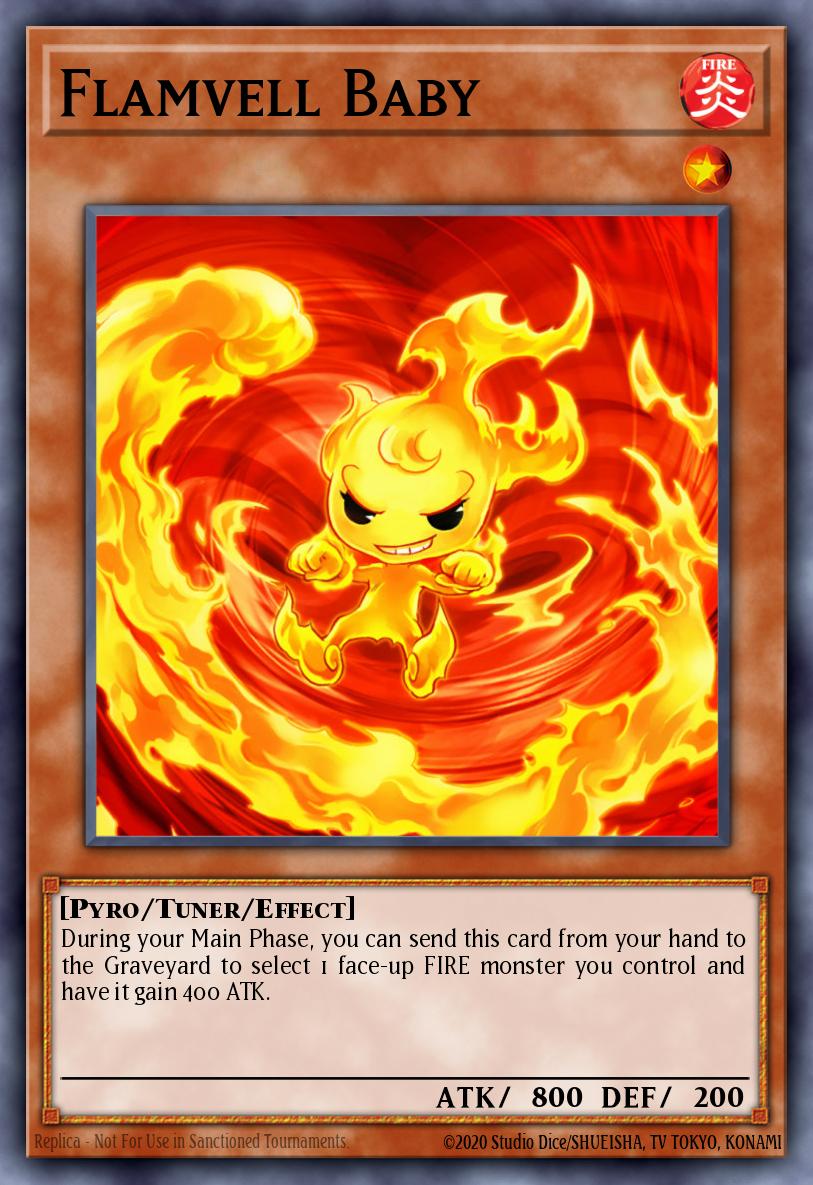 Flamvell Baby
FIRE
炎
[Pyro/Tuner/Effect]
During your Main Phase, you can send this card from your hand to
the Graveyard to select 1 face-up FIRE monster you control and
have it gain 400 ATK.
ATK/ 800 DEF/ 200
Replica - Not For Use in Sanctioned Tournaments.
©2020 Studio Dice/SHUEISHA, TV TOKYO, KONAMI